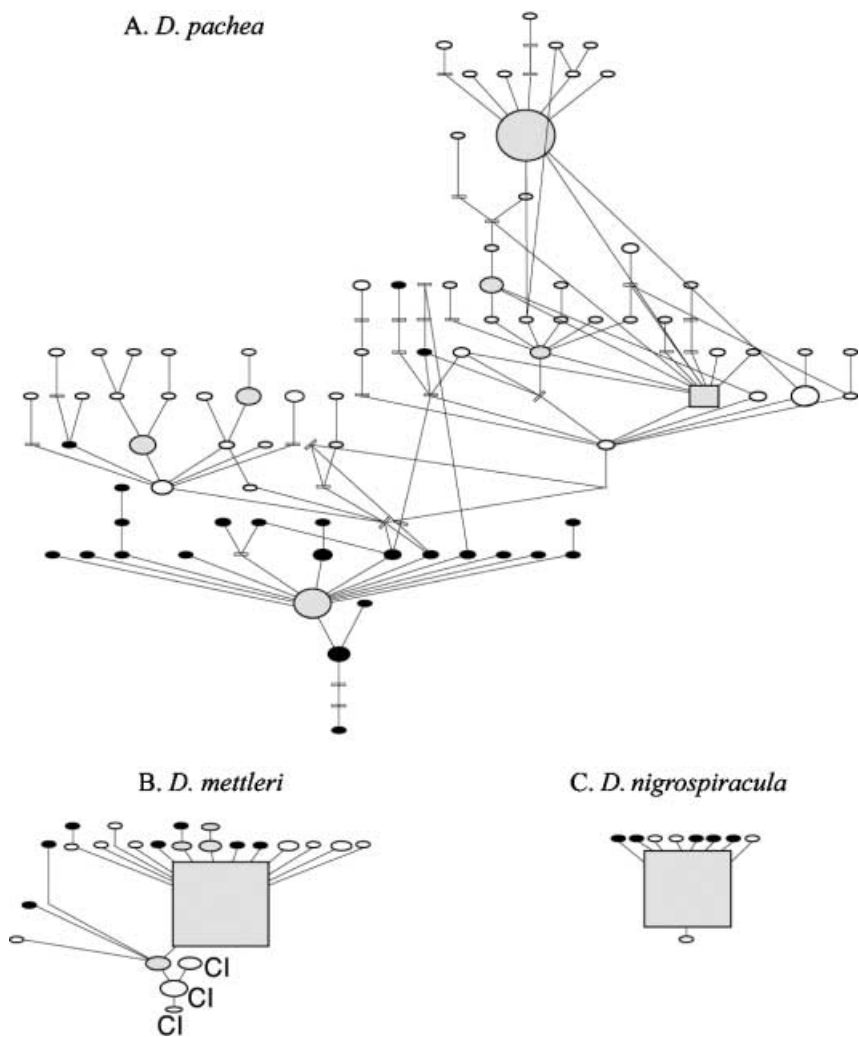 A. D. pachea
B. D. mettleri
C. D. nigrospiracula
CI
CI
CI